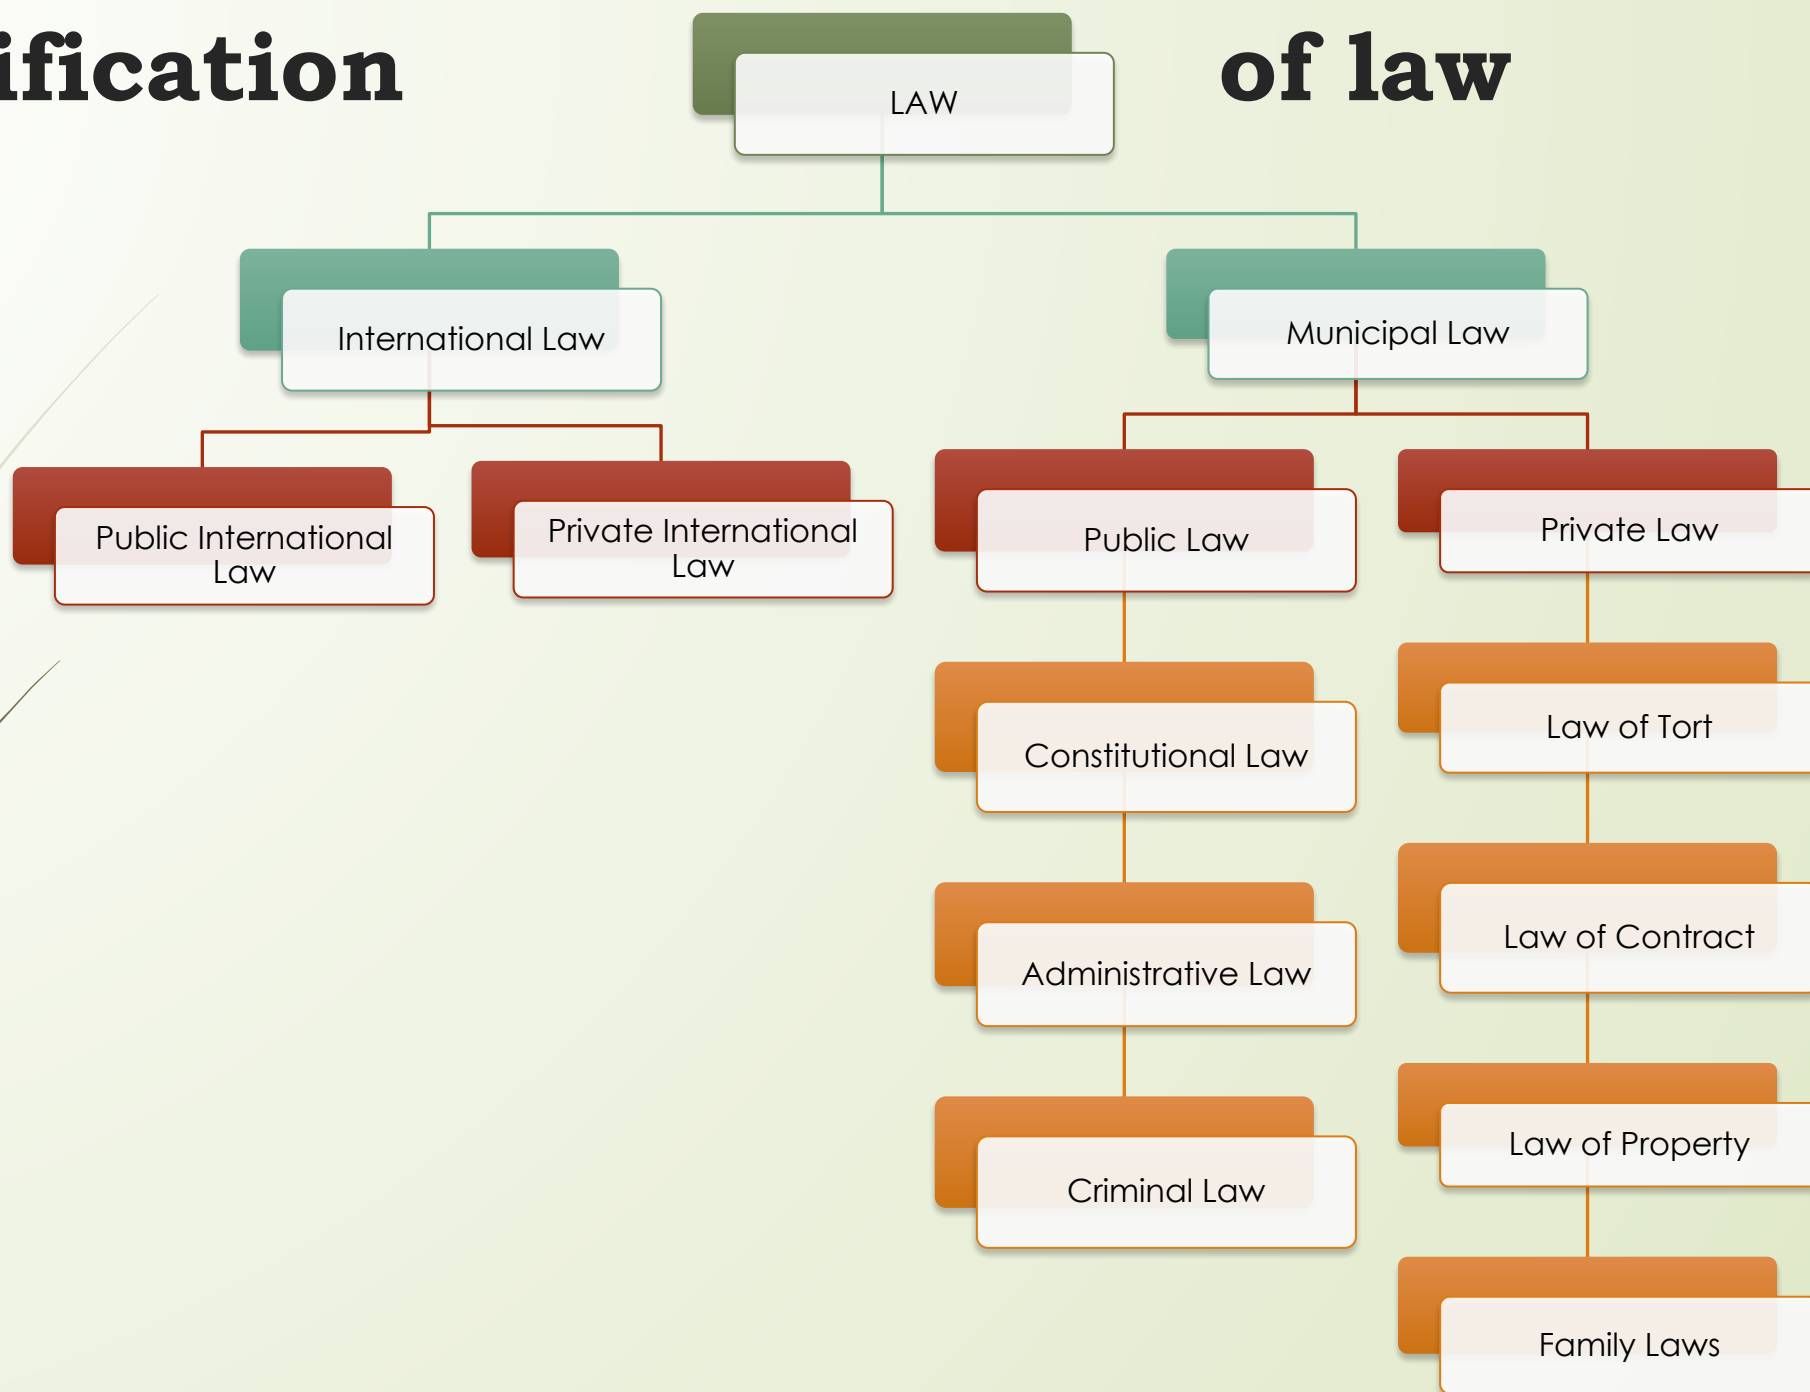 ification of law
LAW
International Law
Municipal Law
Public International
Law
Private International
Law
Public Law
Private Law
Constitutional Law
Law of Tort
Administrative Law
Law of Contract
Criminal Law
Law of Property
Family Laws